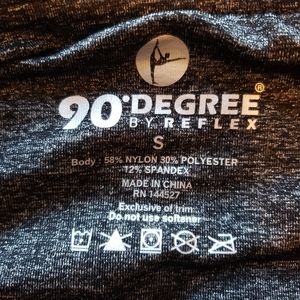 90°DEGREE®
BY REFLEX
S
Body : 58% NYLON 30% POLYESTER
12% SPANDEX
MADE IN CHINA
RN 144527
Exclusive of trim
Do not use softener